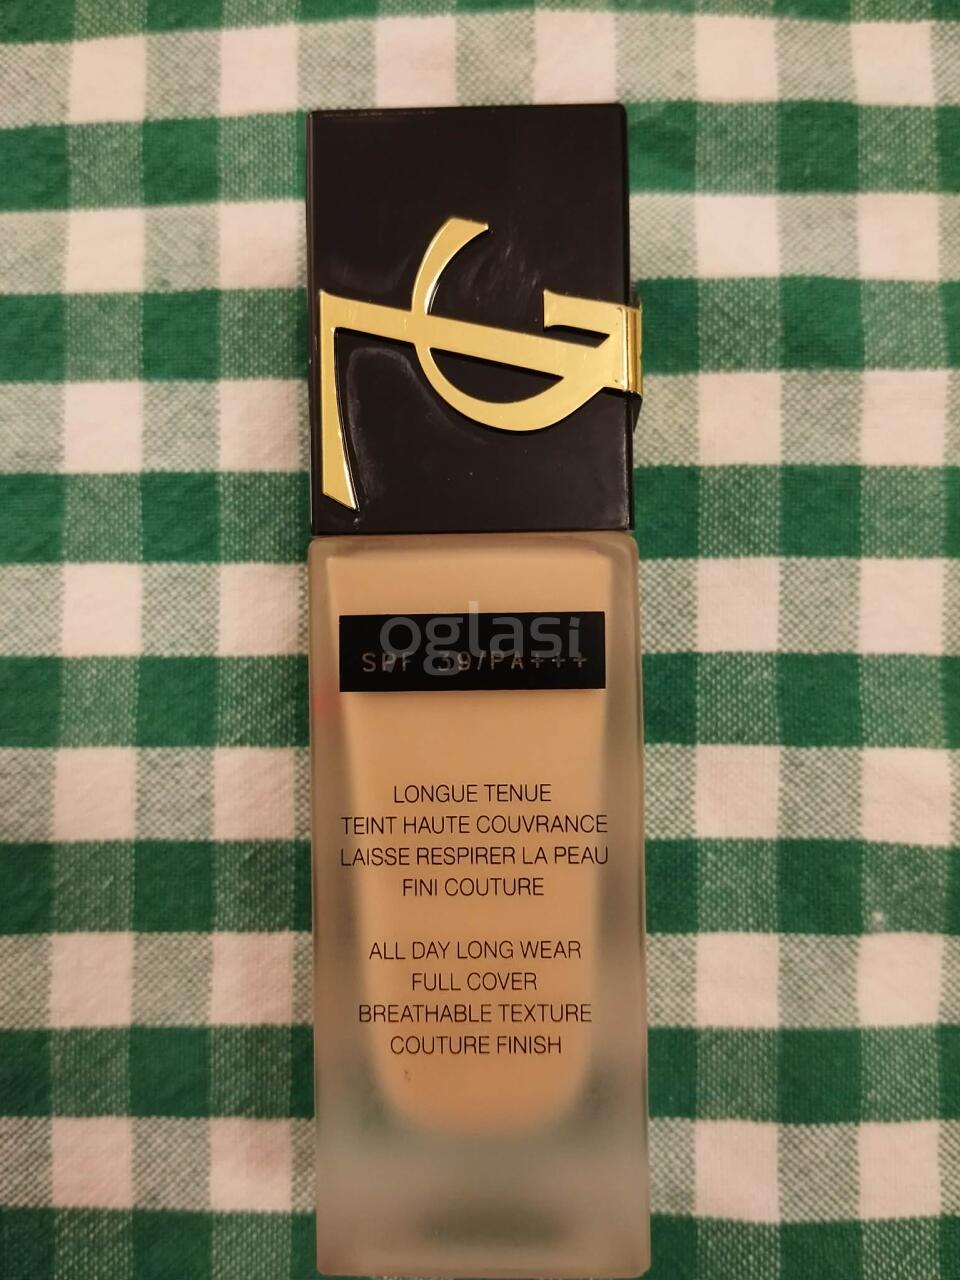 oglasi
SPF 39/PA+++
LONGUE TENUE
TEINT HAUTE COUVRANCE
LAISSE RESPIRER LA PEAU
FINI COUTURE
ALL DAY LONG WEAR
FULL COVER
BREATHABLE TEXTURE
COUTURE FINISH